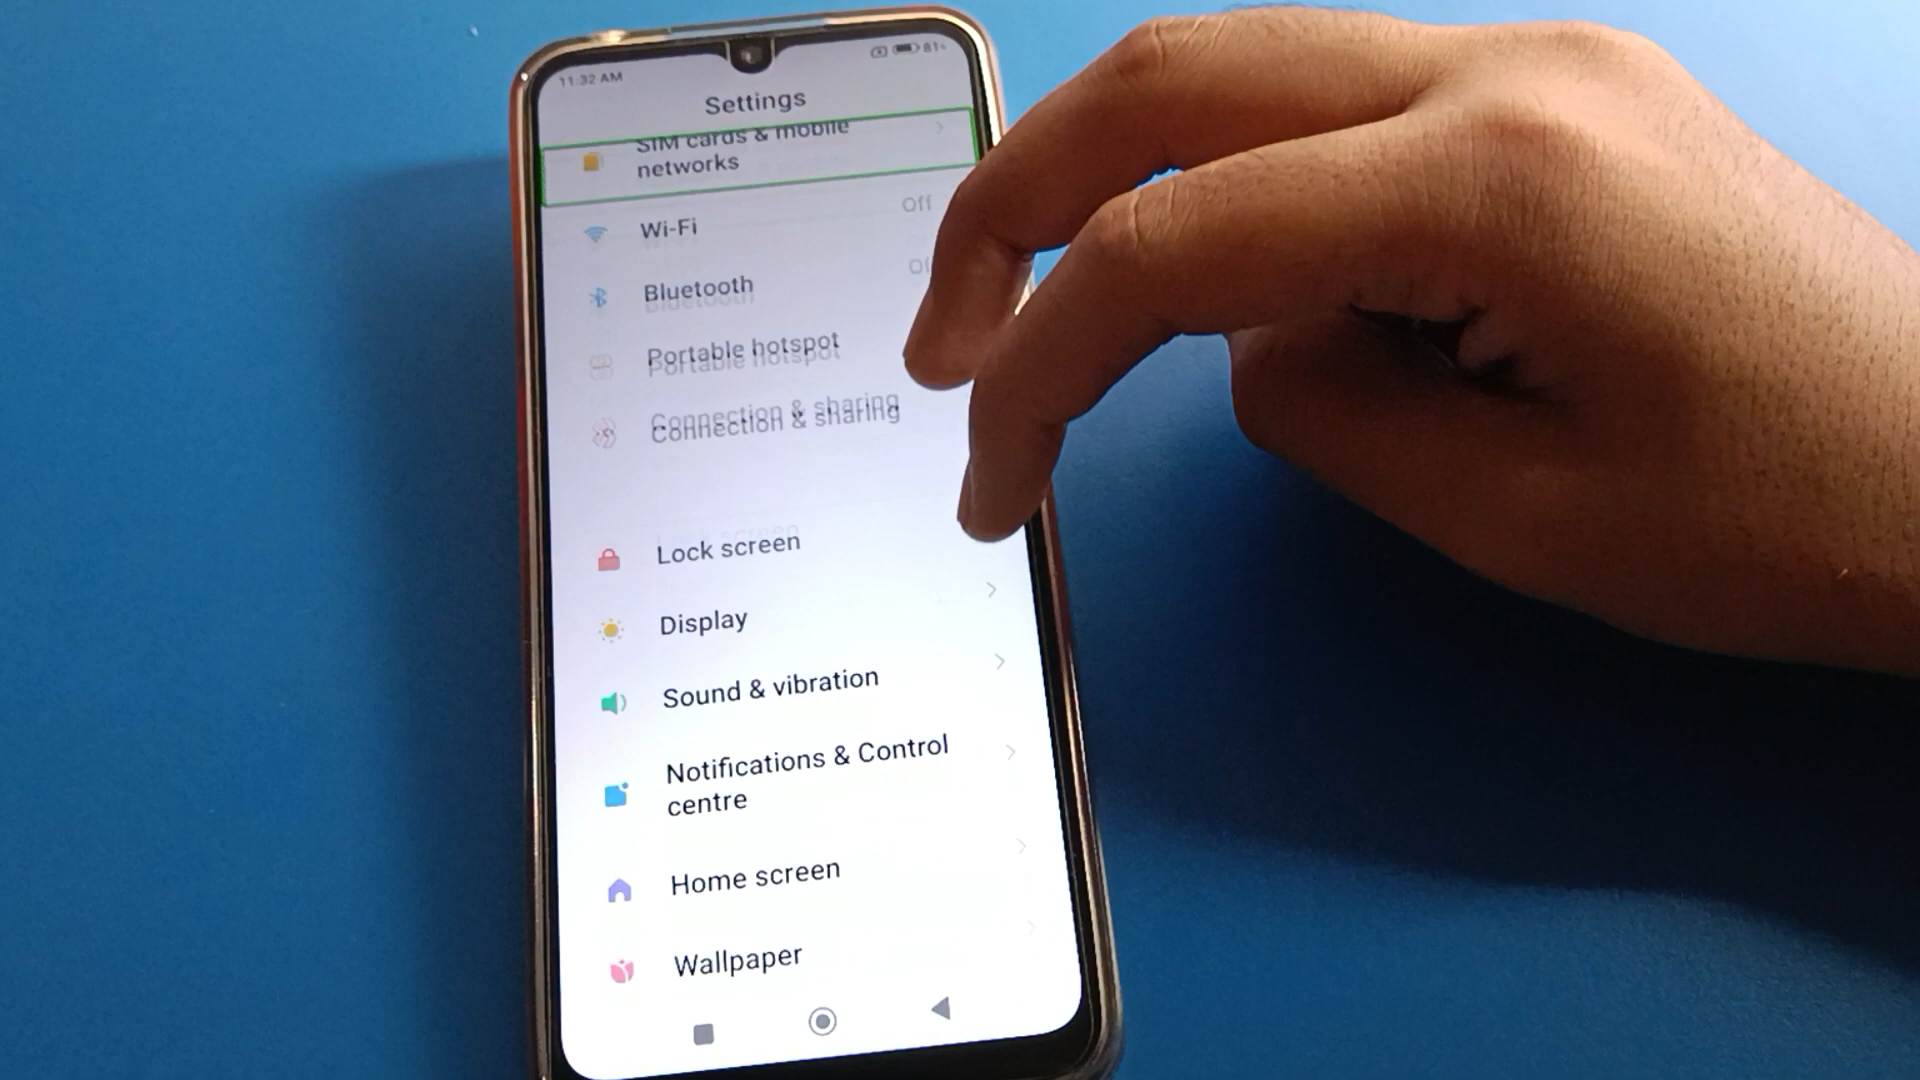 11:32 AM
81%
Settings
SIM cards & mobile
networks
Wi-Fi
Off
Bluetooth
Portable hotspot
Connection & sharing
Lock screen
Display
Sound & vibration
Notifications & Control
centre
Home screen
Wallpaper